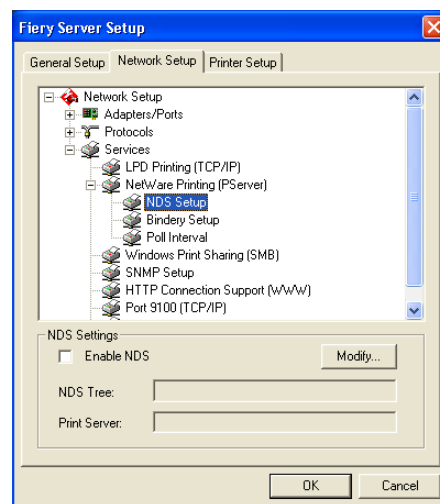 Fiery Server Setup
General Setup Network Setup Printer Setup
Network Setup
Adapters/Ports
Protocols
Services
LPD Printing (TCP/IP)
NetWare Printing (PServer)
NDS Setup
Bindery Setup
Poll Interval
Windows Print Sharing (SMB)
SNMP Setup
HTTP Connection Support (WWW)
Port 9100 (TCP/IP)
NDS Settings
Enable NDS Modify...
NDS Tree:
Print Server:
OK Cancel